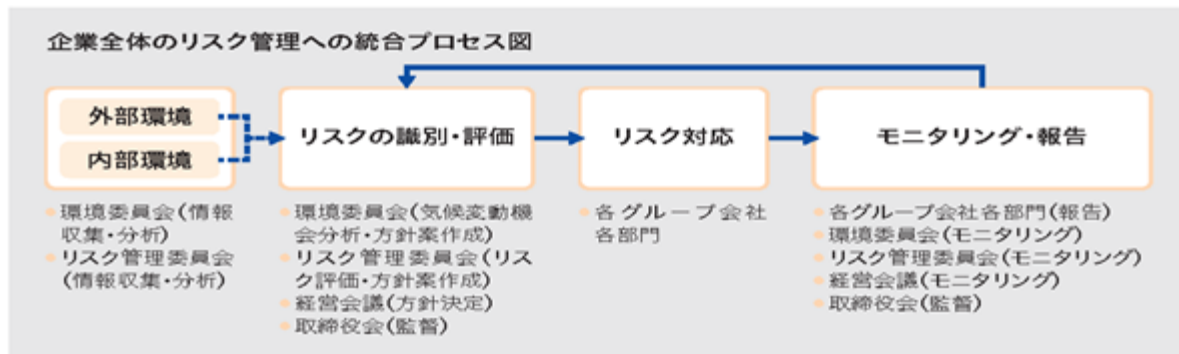 企業全体のリスク管理への統合プロセス図
外部環境
内部環境
リスクの識別・評価
リスク対応
モニタリング・報告
環境委員会(情報
収集・分析)
リスク管理委員会
(情報収集・分析)
環境委員会(気候変動機
会分析・方針案作成)
リスク管理委員会(リス
ク評価・方針案作成)
経営会議(方針決定)
取締役会(監督)
各グループ会社
各部門
各グループ会社各部門(報告)
環境委員会(モニタリング)
リスク管理委員会(モニタリング)
経営会議(モニタリング)
取締役会(監督)